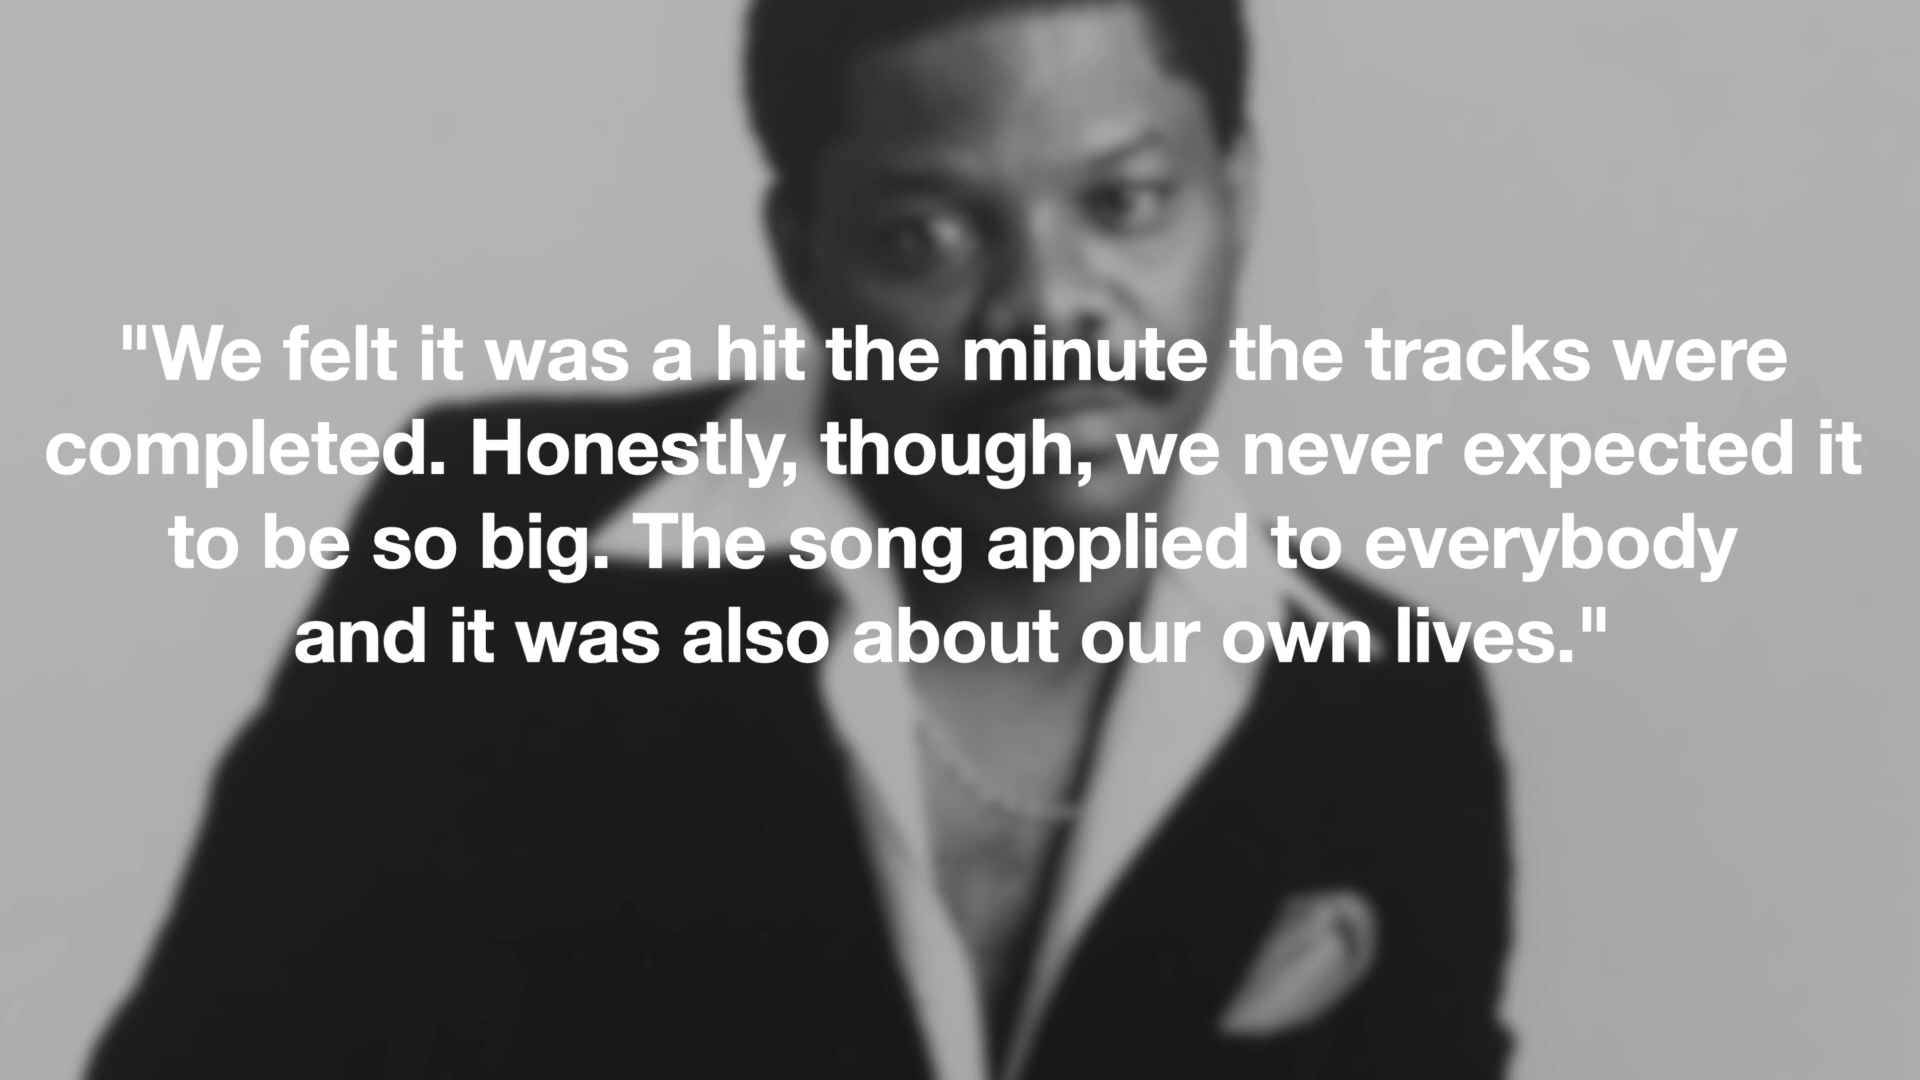 "We felt it was a hit the minute the tracks were
completed. Honestly, though, we never expected it
to be so big. The song applied to everybody
and it was also about our own lives."